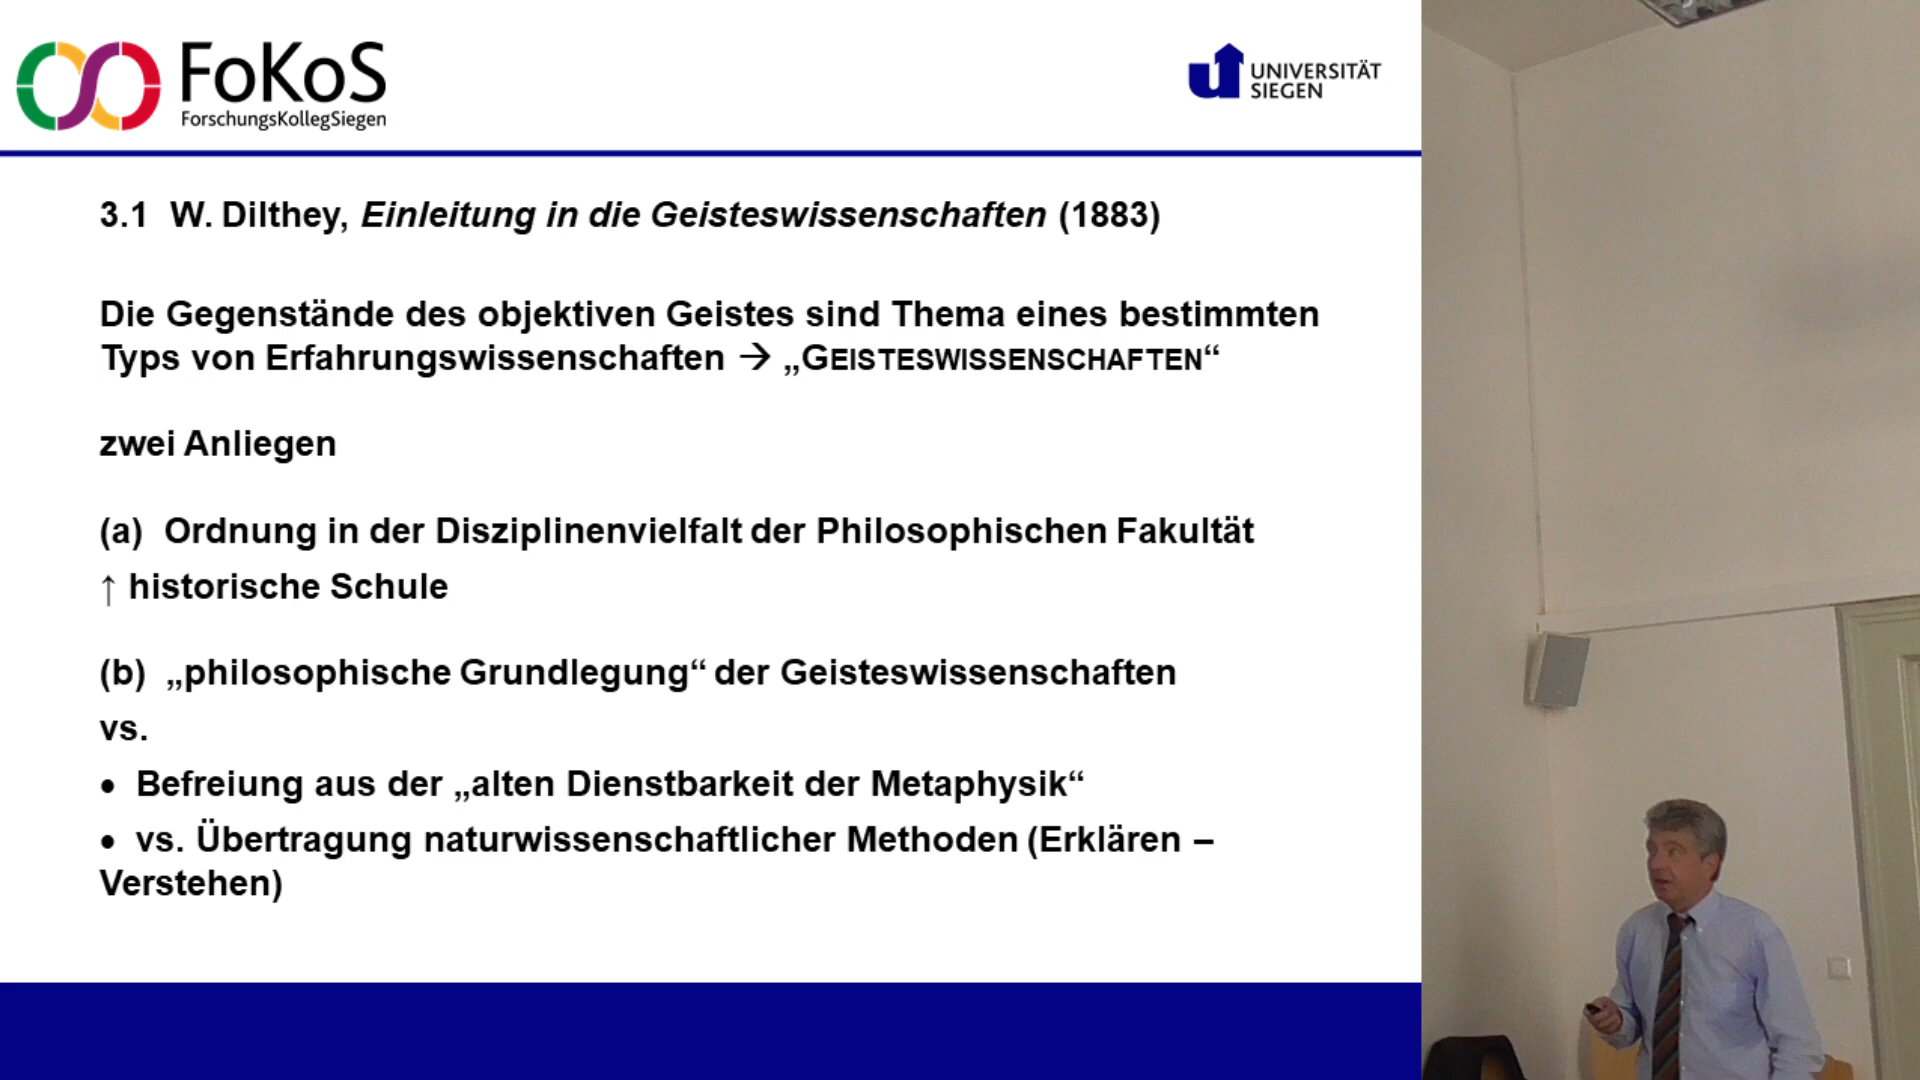 FoKoS
ForschungsKollegSiegen
UNIVERSITÄT
SIEGEN
3.1 W. Dilthey, Einleitung in die Geisteswissenschaften (1883)
Die Gegenstände des objektiven Geistes sind Thema eines bestimmten
Typs von Erfahrungswissenschaften → „GEISTESWISSENSCHAFTEN“
zwei Anliegen
(a) Ordnung in der Disziplinenvielfalt der Philosophischen Fakultät
↑ historische Schule
(b) „philosophische Grundlegung“ der Geisteswissenschaften
vs.
• Befreiung aus der „alten Dienstbarkeit der Metaphysik“
• vs. Übertragung naturwissenschaftlicher Methoden (Erklären –
Verstehen)